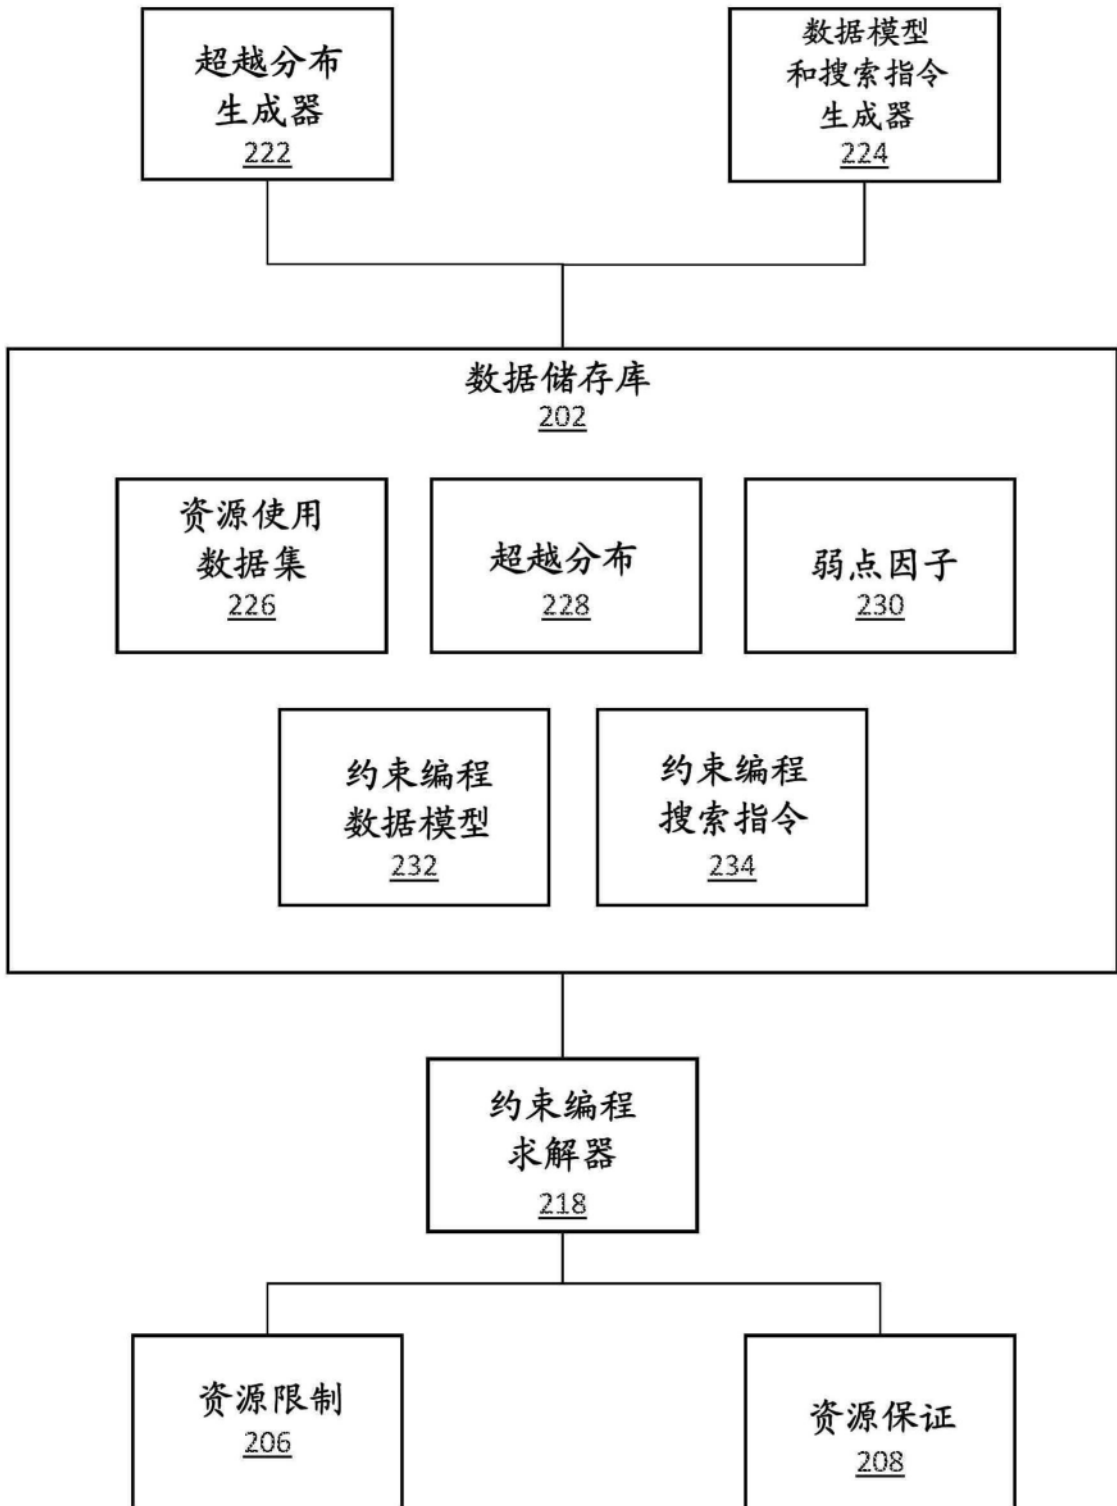 超越分布
生成器
222
数据模型
和搜索指令
生成器
224
数据储存库
202
资源使用
数据集
226
超越分布
228
弱点因子
230
约束编程
数据模型
232
约束编程
搜索指令
234
约束编程
求解器
218
资源限制
206
资源保证
208